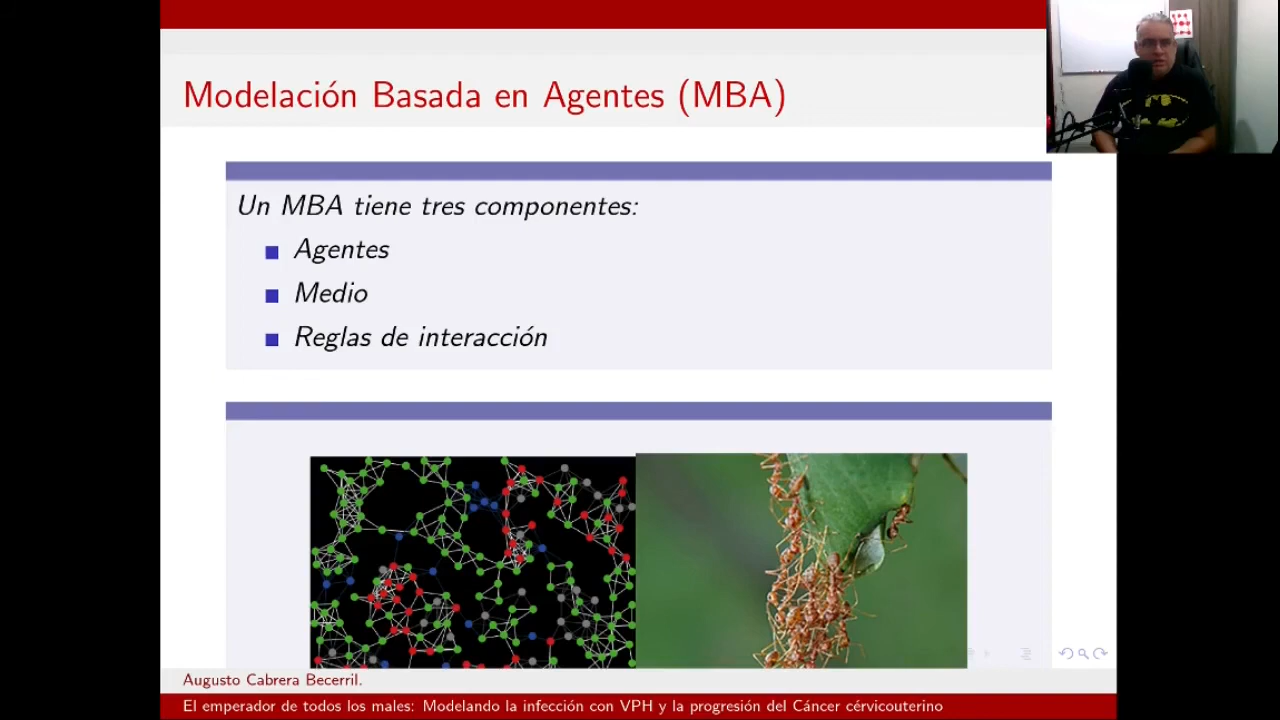 Modelación Basada en Agentes (MBA)
Un MBA tiene tres componentes:
Agentes
Medio
Reglas de interacción
Augusto Cabrera Becerril.
El emperador de todos los males: Modelando la infección con VPH y la progresión del Cáncer cérvicouterino